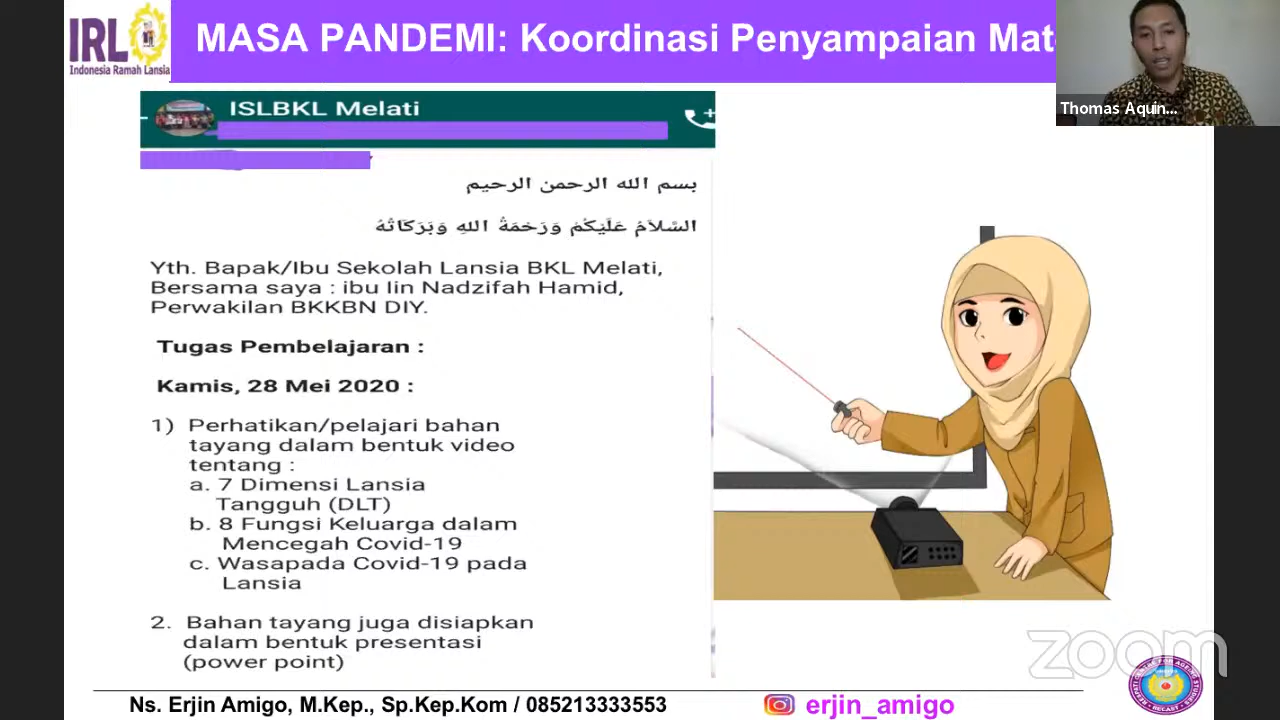 IRL
Indonesia Ramah Lansia
MASA PANDEMI: Koordinasi Penyampaian Mate
Thomas Aquin...
ISLBKL Melati
بسم الله الرحمن الرحيم
السَّلاَمُ عَلَيْكُمْ وَرَحْمَةُ اللهِ وَبَرَكَاتُهُ
Yth. Bapak/Ibu Sekolah Lansia BKL Melati,
Bersama saya : ibu Iin Nadzifah Hamid,
Perwakilan BKKBN DIY.
Tugas Pembelajaran :
Kamis, 28 Mei 2020 :
1) Perhatikan/pelajari bahan
tayang dalam bentuk video
tentang :
a. 7 Dimensi Lansia
Tangguh (DLT)
b. 8 Fungsi Keluarga dalam
Mencegah Covid-19
c. Waspada Covid-19 pada
Lansia
2. Bahan tayang juga disiapkan
dalam bentuk presentasi
(power point)
zoom
Ns. Erjin Amigo, M.Kep., Sp.Kep.Kom / 085213333553
erjin_amigo